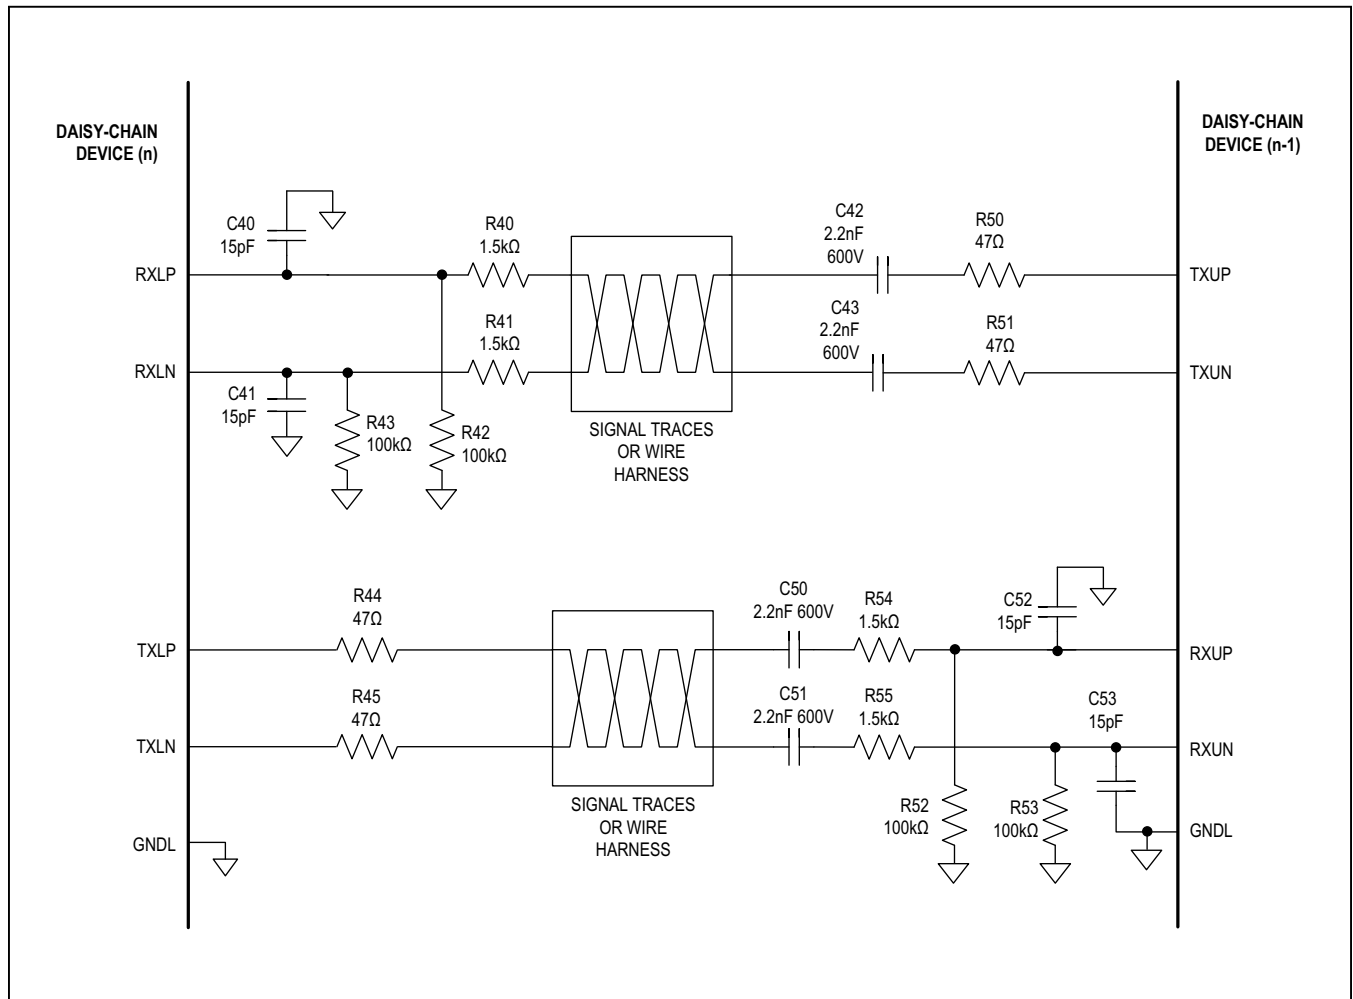 DAISY-CHAIN
DEVICE (n)
DAISY-CHAIN
DEVICE (n-1)
C40
15pF
R40
1.5kΩ
C42
2.2nF
600V
R50
47Ω
RXLP
TXUP
R41
1.5kΩ
C43
2.2nF
600V
R51
47Ω
RXLN
TXUN
C41
15pF
R43
100kΩ
R42
100kΩ
SIGNAL TRACES
OR WIRE
HARNESS
R44
47Ω
C50
2.2nF 600V
R54
1.5kΩ
C52
15pF
TXLP
RXUP
R45
47Ω
C51
2.2nF 600V
R55
1.5kΩ
C53
15pF
TXLN
RXUN
SIGNAL TRACES
OR WIRE
HARNESS
R52
100kΩ
R53
100kΩ
GNDL
GNDL